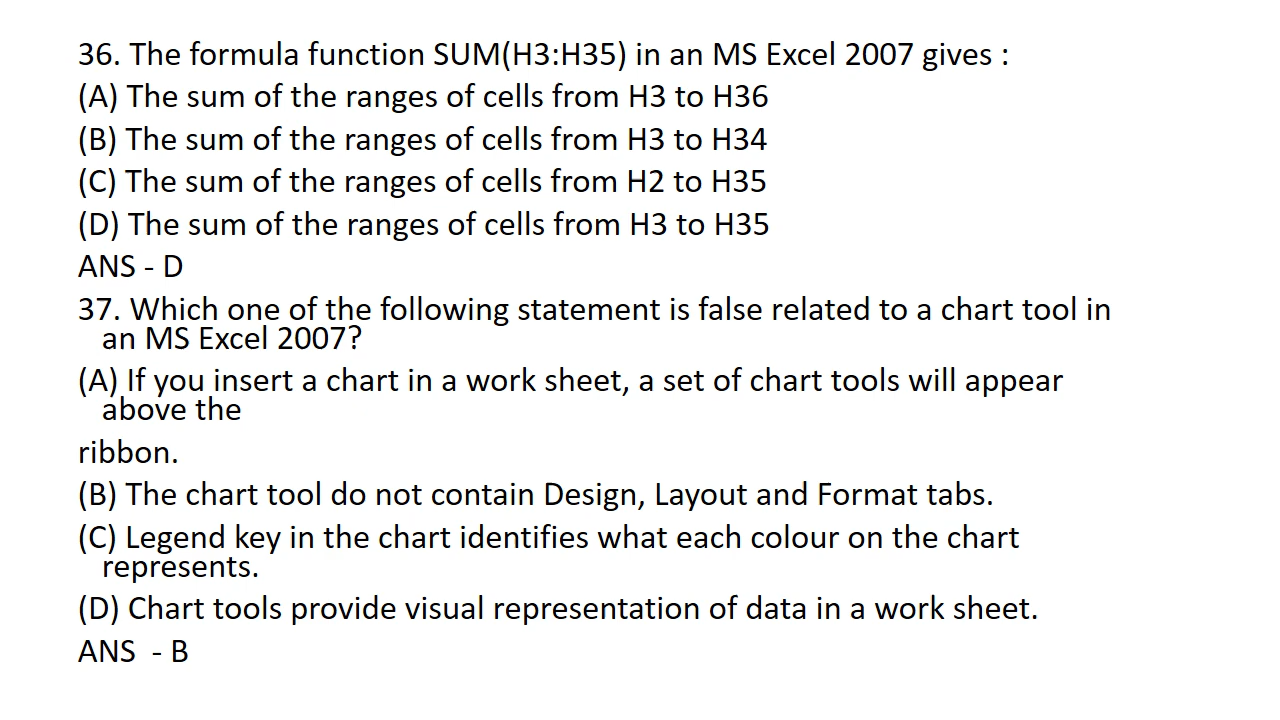 36. The formula function SUM(H3:H35) in an MS Excel 2007 gives :
(A) The sum of the ranges of cells from H3 to H36
(B) The sum of the ranges of cells from H3 to H34
(C) The sum of the ranges of cells from H2 to H35
(D) The sum of the ranges of cells from H3 to H35
ANS - D
37. Which one of the following statement is false related to a chart tool in
an MS Excel 2007?
(A) If you insert a chart in a work sheet, a set of chart tools will appear
above the
ribbon.
(B) The chart tool do not contain Design, Layout and Format tabs.
(C) Legend key in the chart identifies what each colour on the chart
represents.
(D) Chart tools provide visual representation of data in a work sheet.
ANS  - B